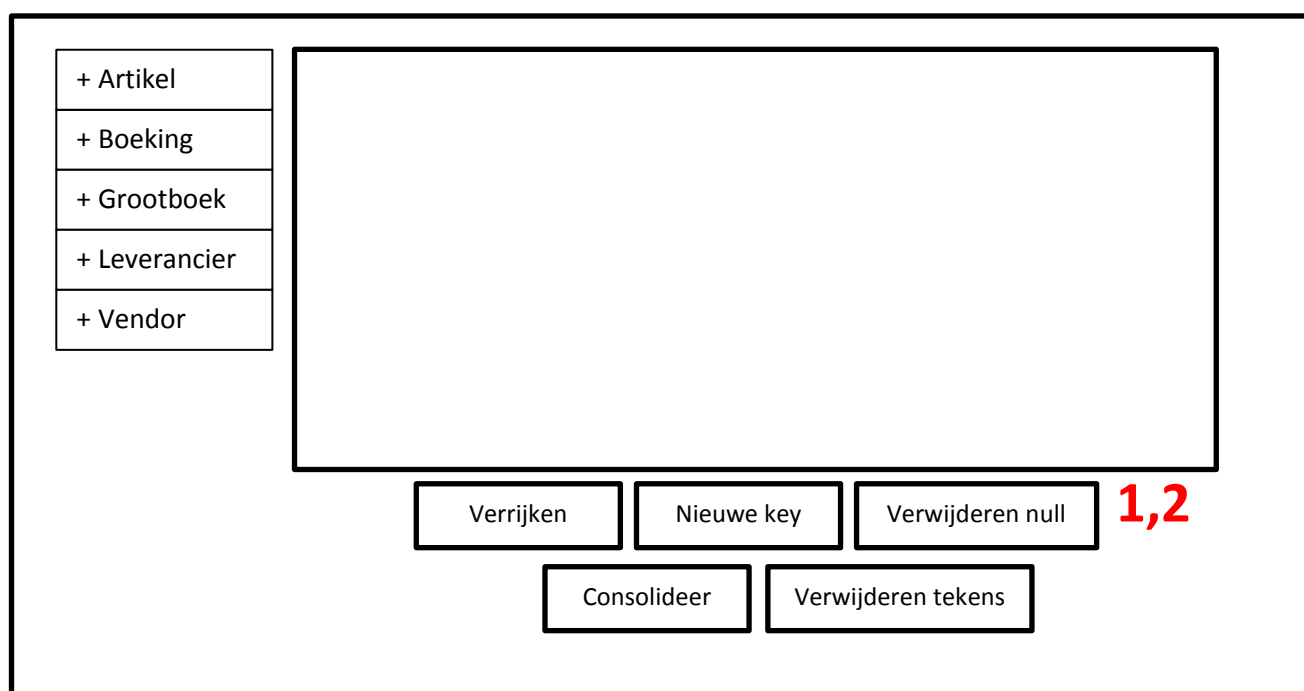 + Artikel
+ Boeking
+ Grootboek
+ Leverancier
+ Vendor
Verrijken
Nieuwe key
Verwijderen null
1,2
Consolideer
Verwijderen tekens